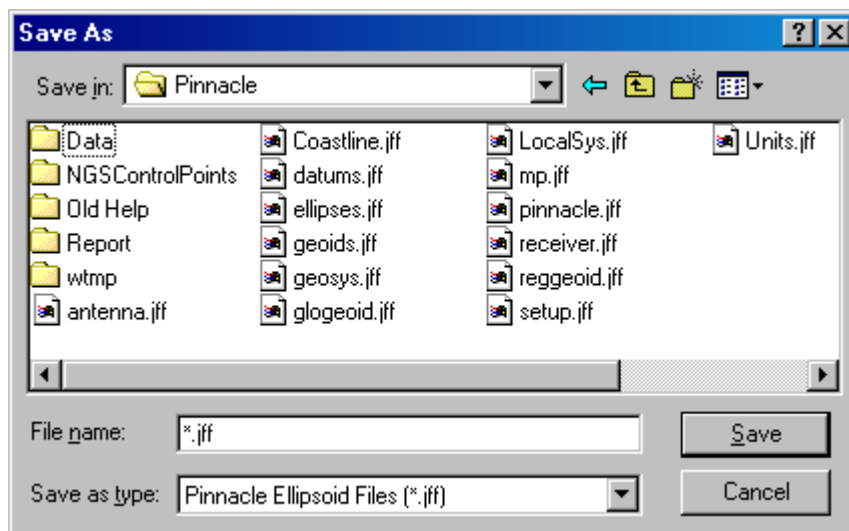 Save As
Save in: Pinnacle
Data
NGSControlPoints
Old Help
Report
wtmp
antenna.jff
Coastline.jff
datums.jff
ellipses.jff
geoids.jff
geosys.jff
glogeoid.jff
LocalSys.jff
mp.jff
pinnacle.jff
receiver.jff
reggeoid.jff
setup.jff
Units.jff
File name: *.jff
Save
Save as type: Pinnacle Ellipsoid Files (*.jff)
Cancel